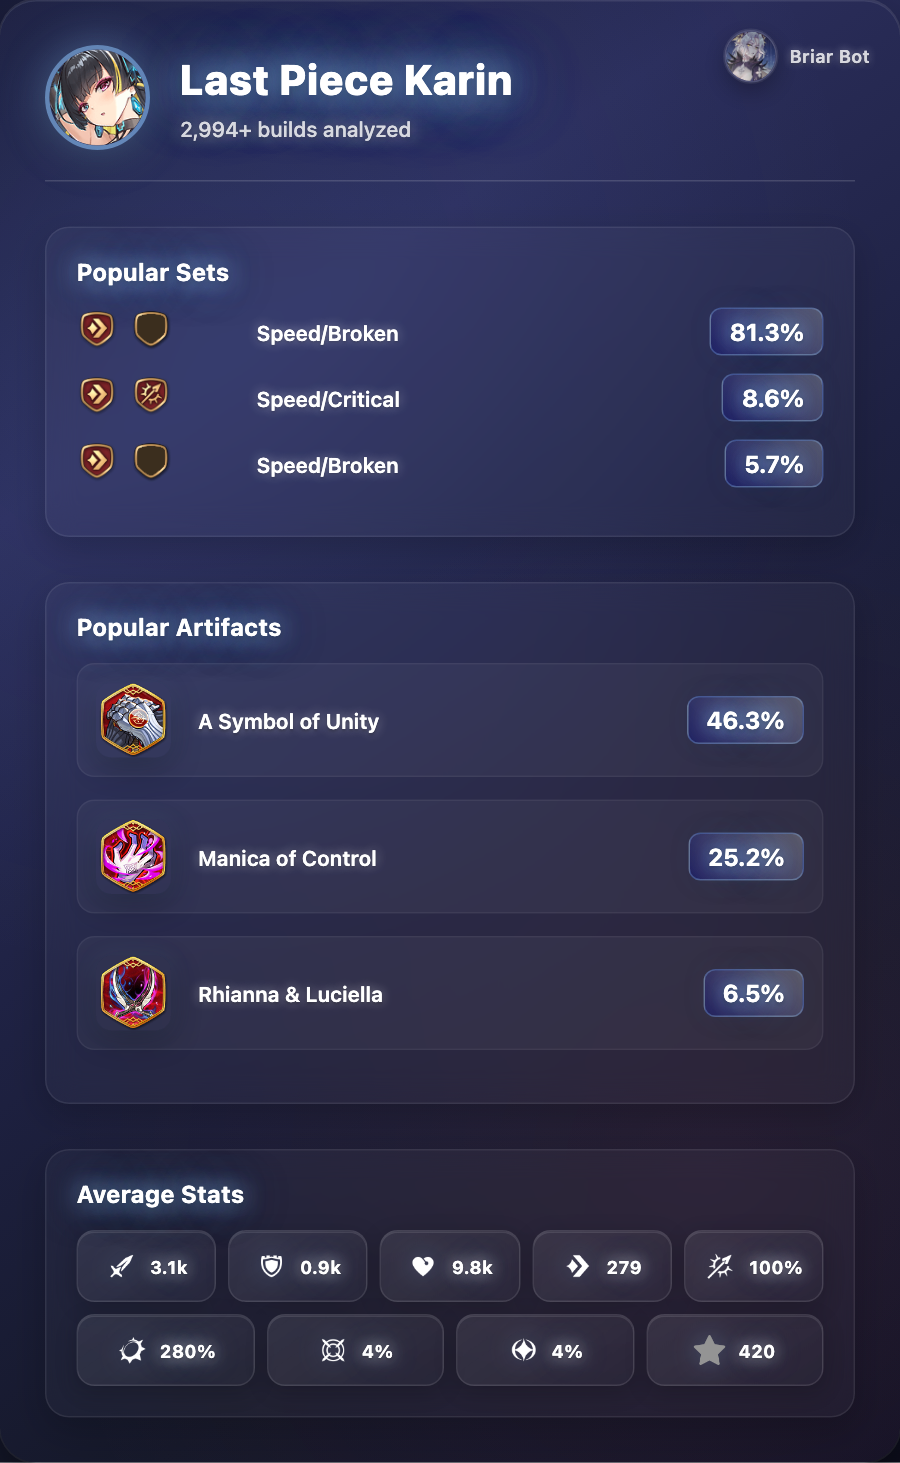 Last Piece Karin
2,994+ builds analyzed
Briar Bot
Popular Sets
Speed/Broken
81.3%
Speed/Critical
8.6%
Speed/Broken
5.7%
Popular Artifacts
A Symbol of Unity
46.3%
Manica of Control
25.2%
Rhianna & Luciella
6.5%
Average Stats
3.1k
0.9k
9.8k
279
100%
280%
4%
4%
420